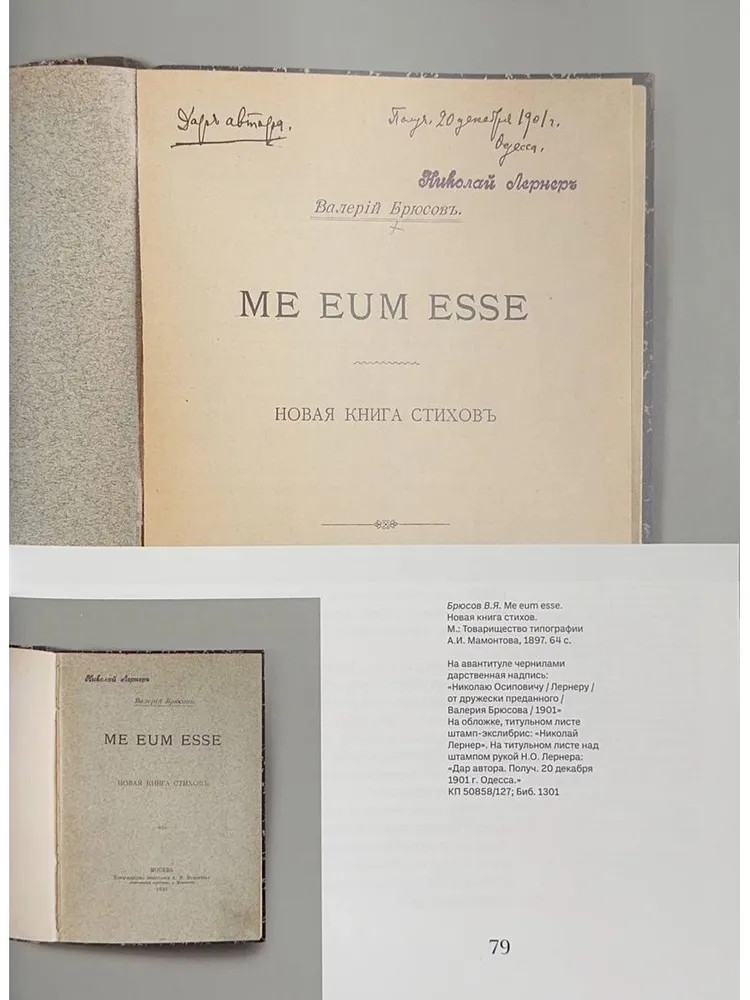 Даръ автора.
Получ. 20 декабря 1901 г.
Одесса.
Николай Лернеръ
Валерій Брюсовъ.
ME EUM ESSE
НОВАЯ КНИГА СТИХОВЪ
Брюсов В.Я. Me eum esse.
Новая книга стихов.
М.: Товарищество типографии
А.И. Мамонтова, 1897. 64 с.
На авантитуле чернилами
дарственная надпись:
«Николаю Осиповичу / Лернеру /
от дружески преданного /
Валерия Брюсова / 1901»
На обложке, титульном листе
штамп-экслибрис: «Николай
Лернер». На титульном листе над
штампом рукой Н.О. Лернера:
«Дар автора. Получ. 20 декабря
1901 г. Одесса.»
КП 50858/127; Биб. 1301
Николай Лернеръ
Валерій Брюсовъ.
ME EUM ESSE
НОВАЯ КНИГА СТИХОВЪ
МОСКВА
1897
79